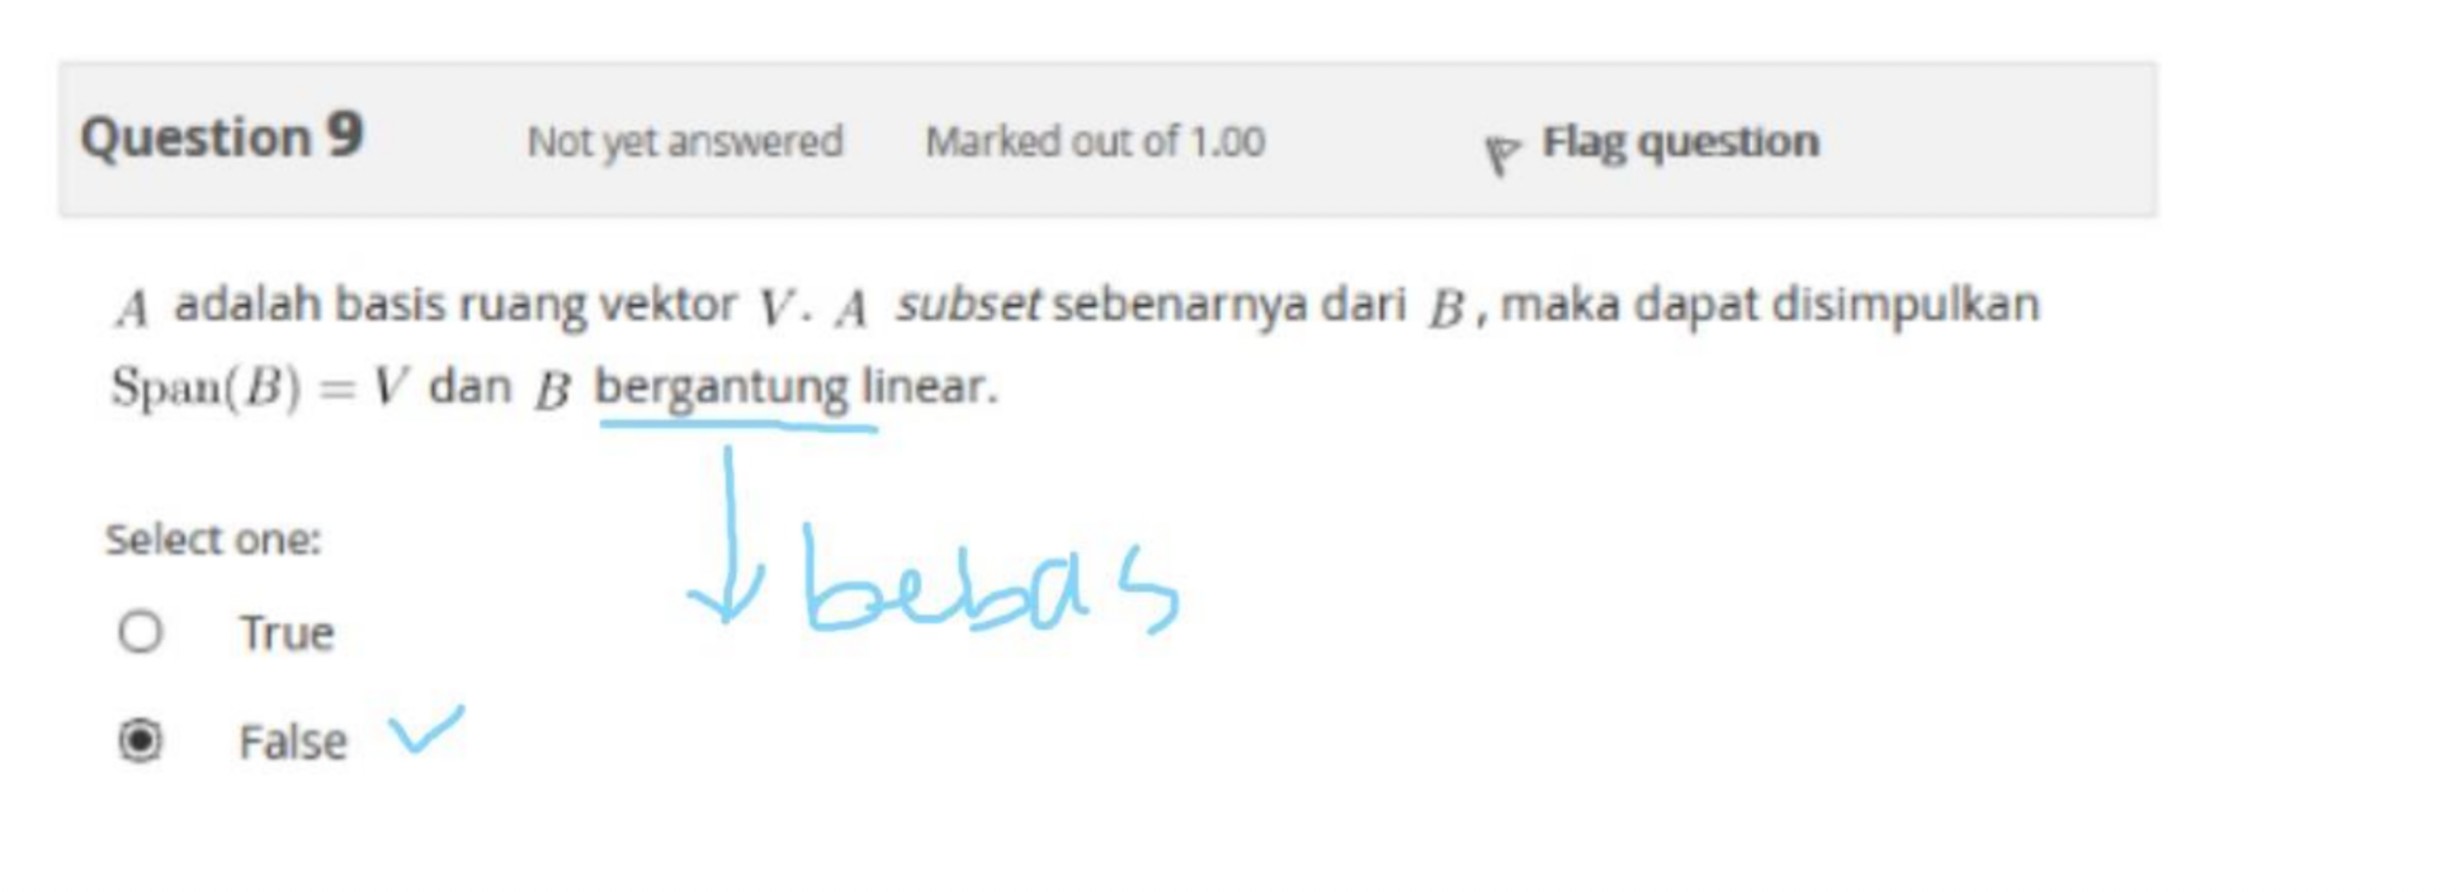 Question 9 Not yet answered Marked out of 1.00 Flag question
A adalah basis ruang vektor V. A subset sebenarnya dari B, maka dapat disimpulkan
Span(B) = V dan B bergantung linear.
bebas
Select one:
True
False